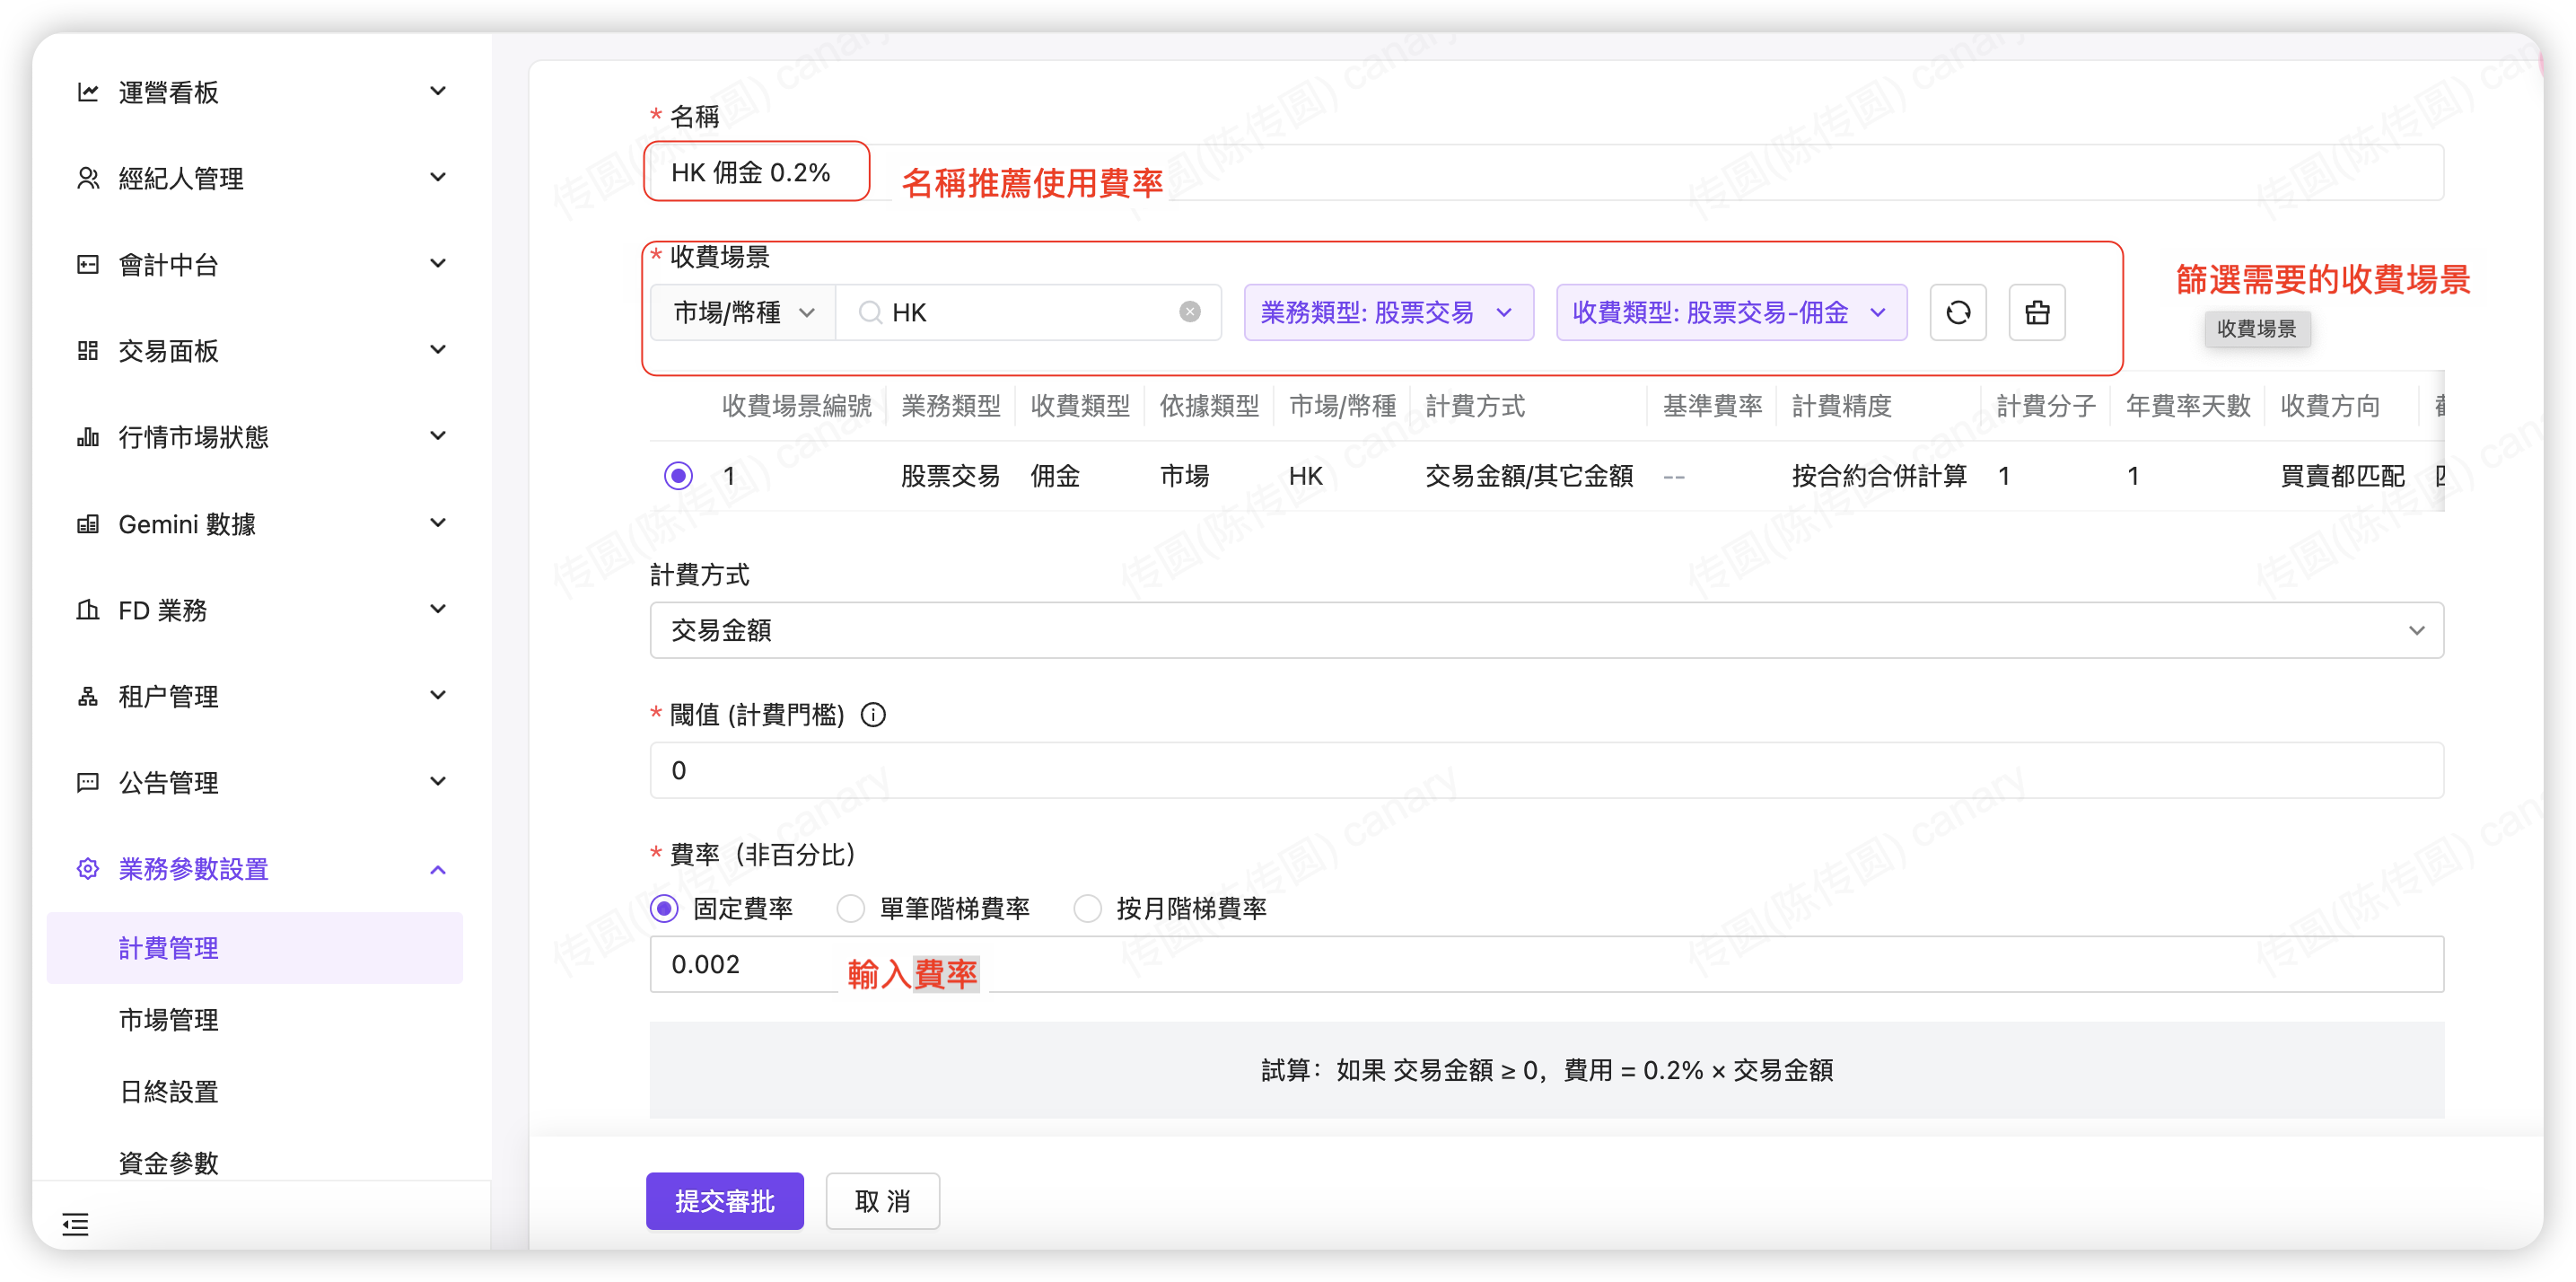 運營看板
經紀人管理
會計中台
交易面板
行情市場狀態
Gemini 數據
FD 業務
租户管理
公告管理
業務參數設置
計費管理
市場管理
日終設置
資金參數
* 名稱
HK 佣金 0.2%
名稱推薦使用費率
* 收費場景
市場/幣種 HK 業務類型: 股票交易 收費類型: 股票交易-佣金
篩選需要的收費場景
收費場景
收費場景編號 業務類型 收費類型 依據類型 市場/幣種 計費方式 基準費率 計費精度 計費分子 年費率天數 收費方向
1 股票交易 佣金 市場 HK 交易金額/其它金額 -- 按合約合併計算 1 1 買賣都匹配
計費方式
交易金額
* 閾值 (計費門檻)
0
* 費率（非百分比）
固定費率 單筆階梯費率 按月階梯費率
0.002
輸入費率
試算：如果 交易金額 ≥ 0，費用 = 0.2% × 交易金額
提交審批 取 消
传圆(陈传圆) canary